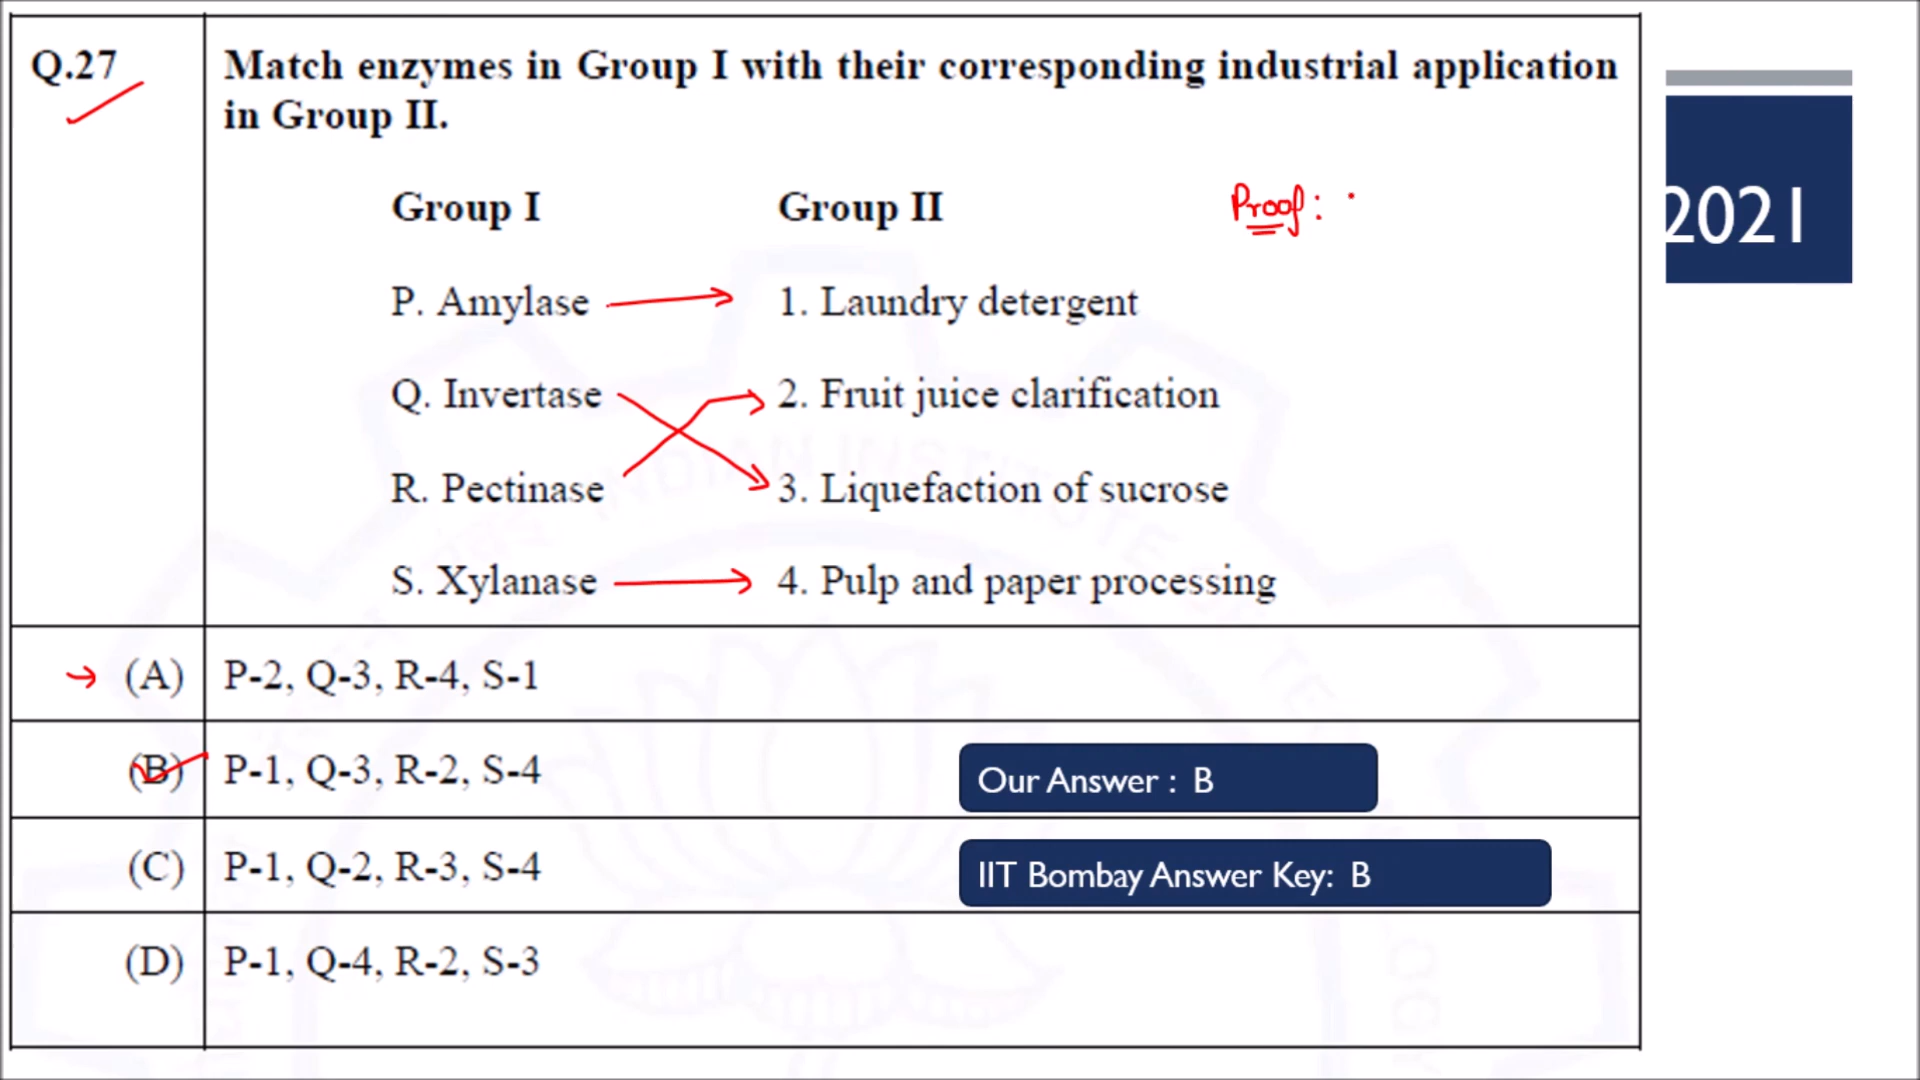 Q.27
Match enzymes in Group I with their corresponding industrial application
in Group II.
Group I Group II
Proof :
2021
P. Amylase 1. Laundry detergent
Q. Invertase 2. Fruit juice clarification
R. Pectinase 3. Liquefaction of sucrose
S. Xylanase 4. Pulp and paper processing
(A) P-2, Q-3, R-4, S-1
(B) P-1, Q-3, R-2, S-4
Our Answer : B
(C) P-1, Q-2, R-3, S-4
IIT Bombay Answer Key: B
(D) P-1, Q-4, R-2, S-3